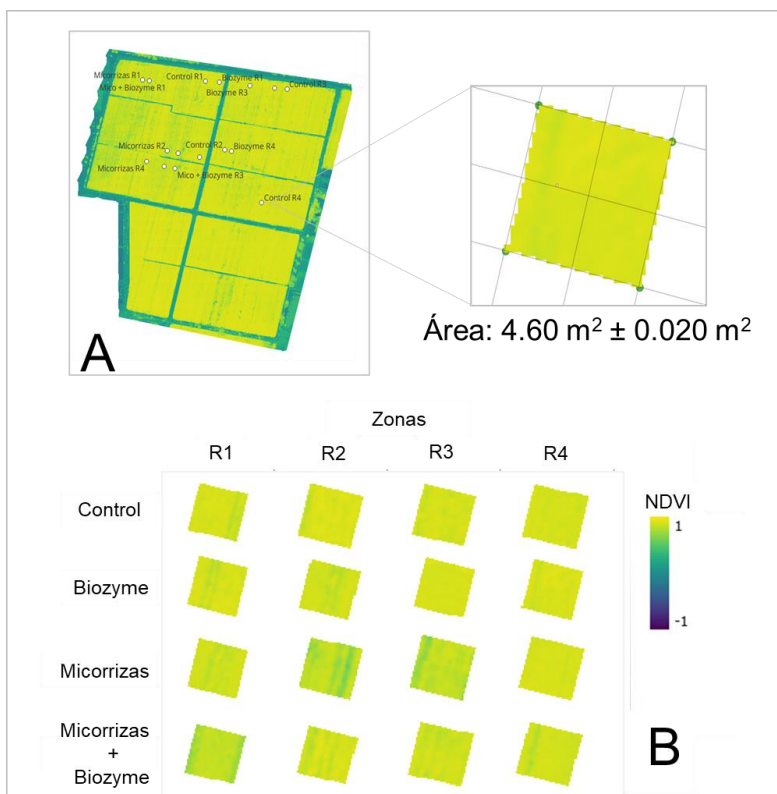 Micorrizas R1
Control R1
Biozyme R1
Control R3
Mico + Biozyme R1
Biozyme R3
Micorrizas R2
Control R2
Biozyme R4
Micorrizas R4
Mico + Biozyme R3
Control R4
A
Área: 4.60 m² ± 0.020 m²
Zonas
R1 R2 R3 R4
Control
Biozyme
Micorrizas
Micorrizas
+
Biozyme
NDVI
1
-1
B